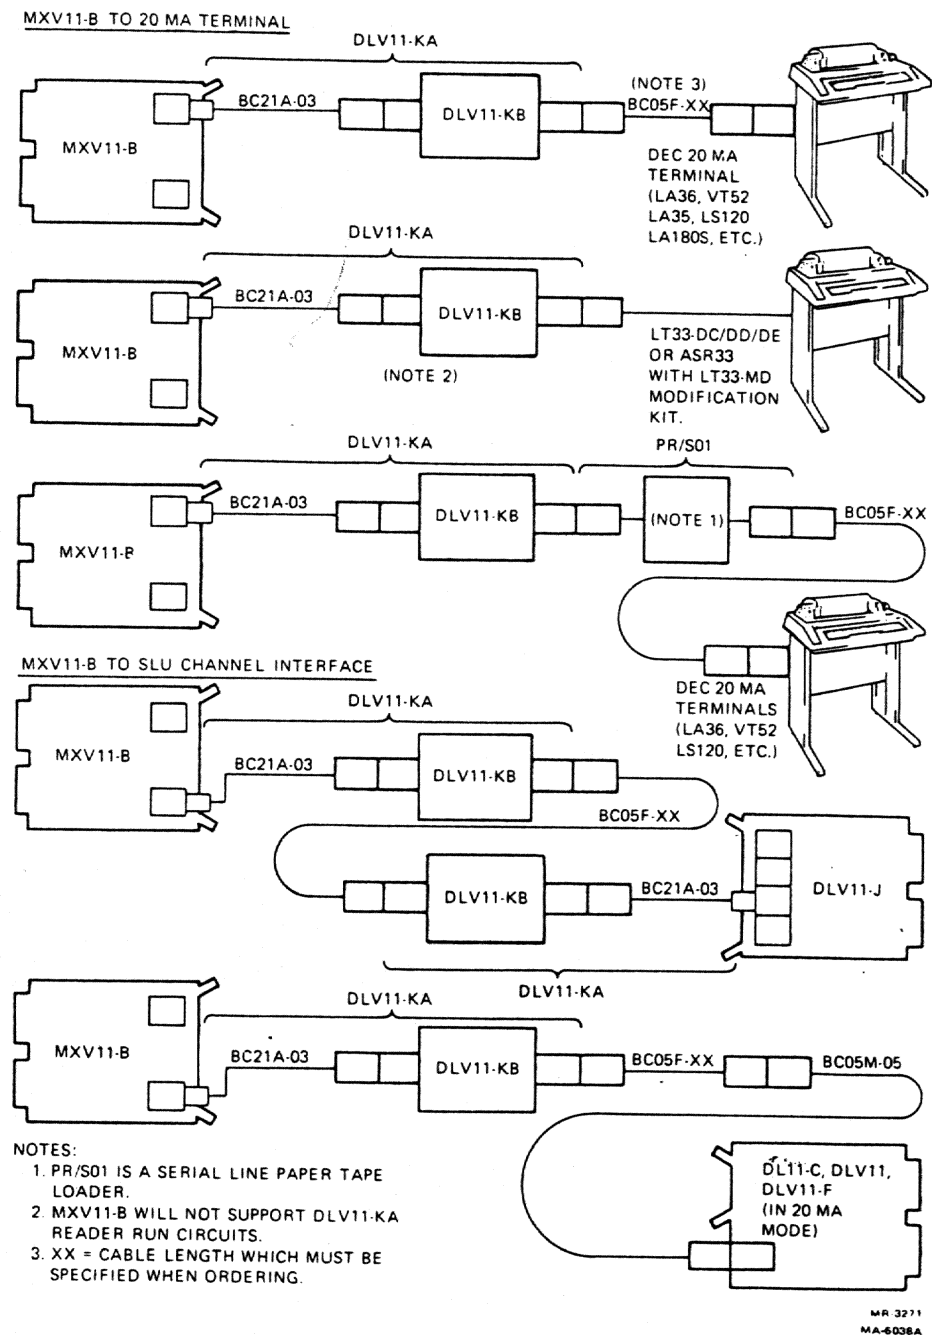 MXV11-B TO 20 MA TERMINAL
DLV11-KA
MXV11-B
BC21A-03
DLV11-KB
(NOTE 3)
BC05F-XX
DEC 20 MA
TERMINAL
(LA36, VT52
LA35, LS120
LA180S, ETC.)
DLV11-KA
MXV11-B
BC21A-03
DLV11-KB
(NOTE 2)
LT33-DC/DD/DE
OR ASR33
WITH LT33-MD
MODIFICATION
KIT.
DLV11-KA
PR/S01
MXV11-B
BC21A-03
DLV11-KB
(NOTE 1)
BC05F-XX
DEC 20 MA
TERMINALS
(LA36, VT52
LS120, ETC.)
MXV11-B TO SLU CHANNEL INTERFACE
DLV11-KA
MXV11-B
BC21A-03
DLV11-KB
BC05F-XX
DLV11-KB
BC21A-03
DLV11-J
DLV11-KA
DLV11-KA
MXV11-B
BC21A-03
DLV11-KB
BC05F-XX
BC05M-05
DL11-C, DLV11,
DLV11-F
(IN 20 MA
MODE)
NOTES:
1. PR/S01 IS A SERIAL LINE PAPER TAPE
LOADER.
2. MXV11-B WILL NOT SUPPORT DLV11-KA
READER RUN CIRCUITS.
3. XX = CABLE LENGTH WHICH MUST BE
SPECIFIED WHEN ORDERING.
MR-3271
MA-6038A